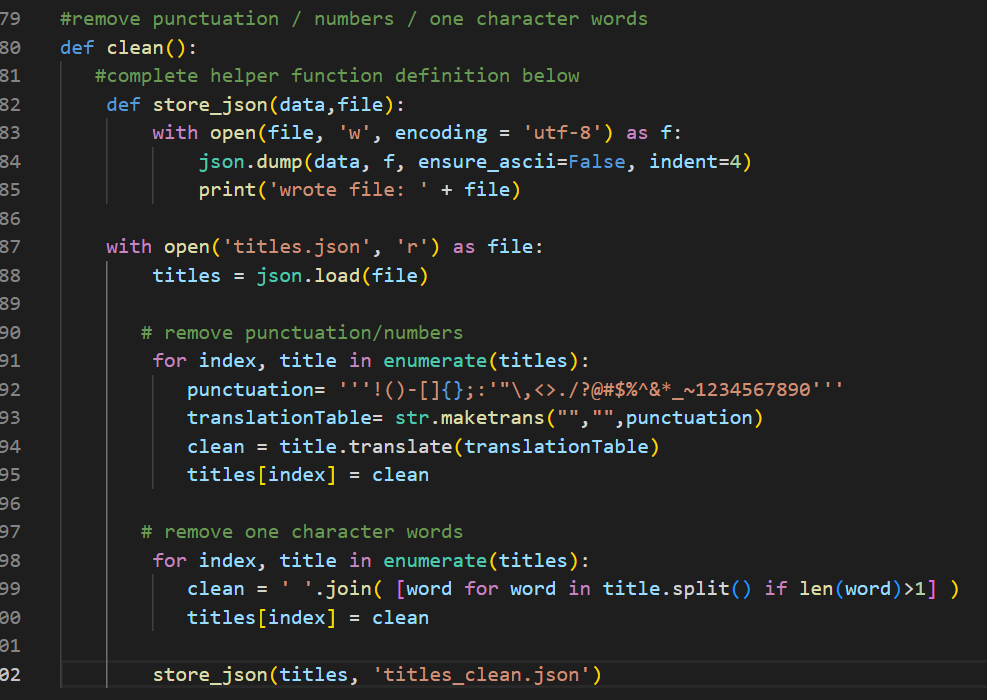 79 #remove punctuation / numbers / one character words
80 def clean():
81 #complete helper function definition below
82 def store_json(data,file):
83 with open(file, 'w', encoding = 'utf-8') as f:
84 json.dump(data, f, ensure_ascii=False, indent=4)
85 print('wrote file: ' + file)
86
87 with open('titles.json', 'r') as file:
88 titles = json.load(file)
89
90 # remove punctuation/numbers
91 for index, title in enumerate(titles):
92 punctuation= '''!()-[]{};:'"\,<>./?@#$%^&*_~1234567890'''
93 translationTable= str.maketrans("","",punctuation)
94 clean = title.translate(translationTable)
95 titles[index] = clean
96
97 # remove one character words
98 for index, title in enumerate(titles):
99 clean = ' '.join( [word for word in title.split() if len(word)>1] )
00 titles[index] = clean
01
02 store_json(titles, 'titles_clean.json')